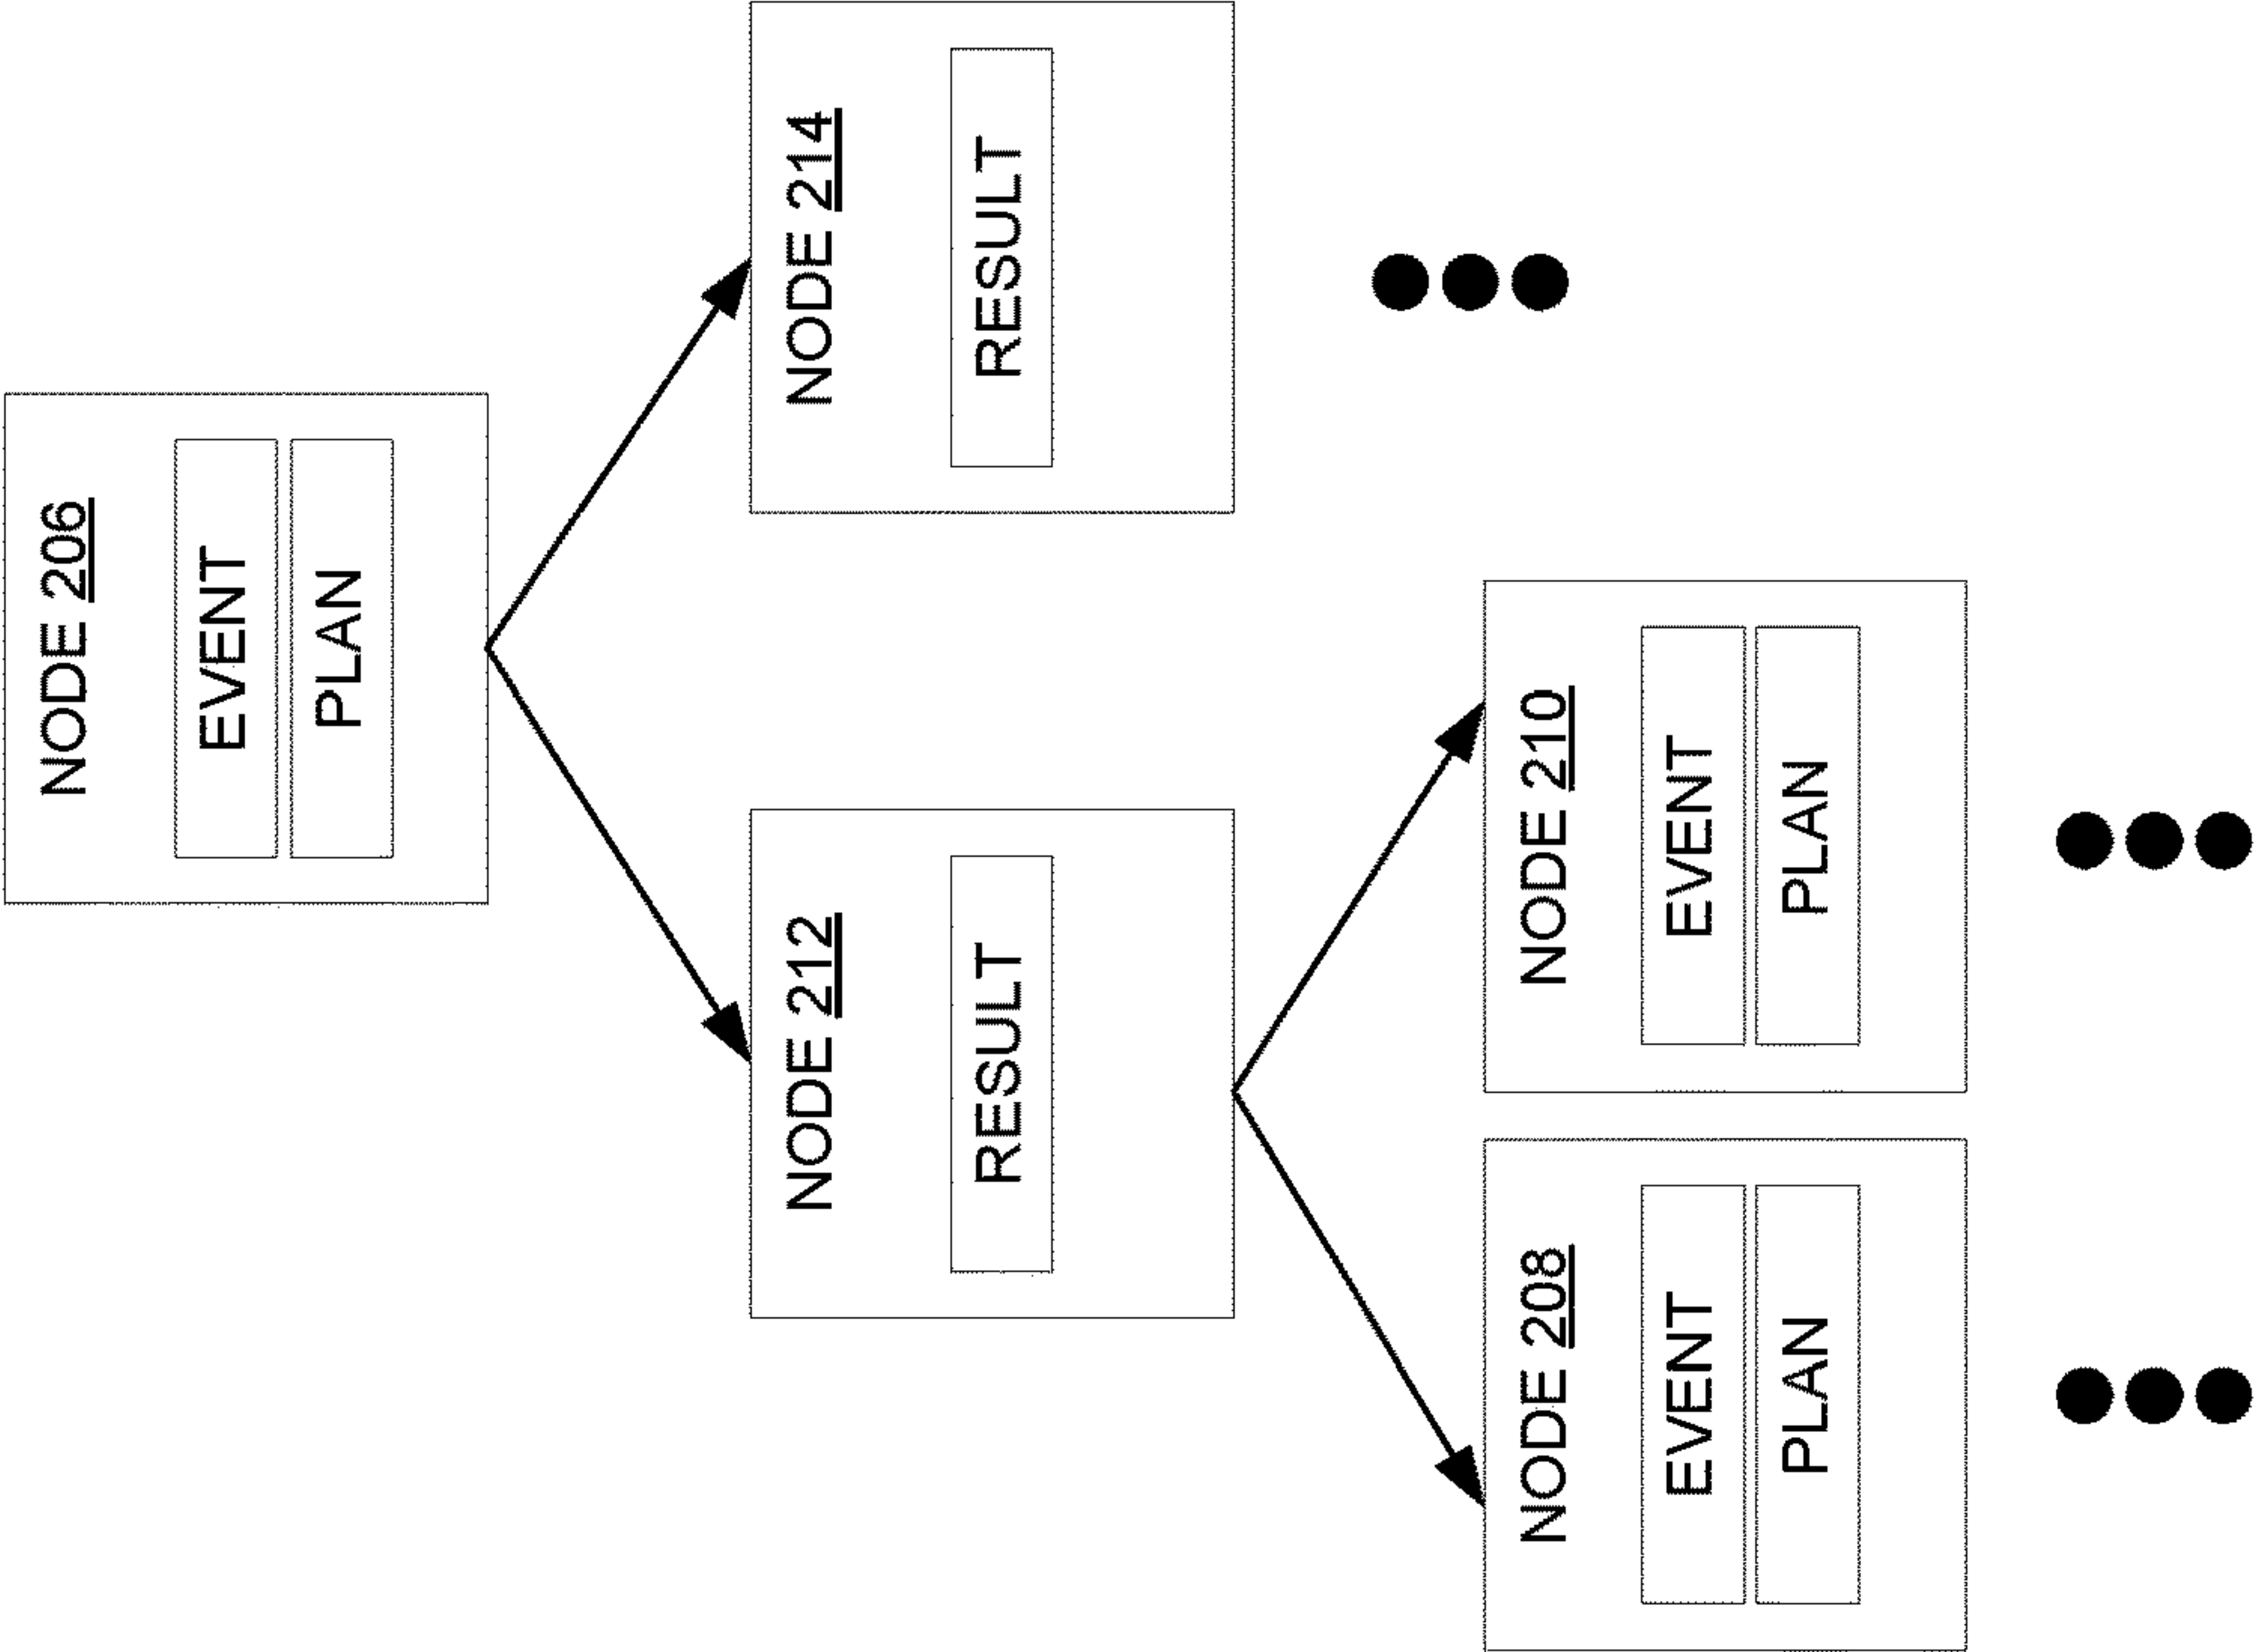 NODE 206
EVENT
PLAN
NODE 212
RESULT
NODE 214
RESULT
NODE 208
EVENT
PLAN
NODE 210
EVENT
PLAN